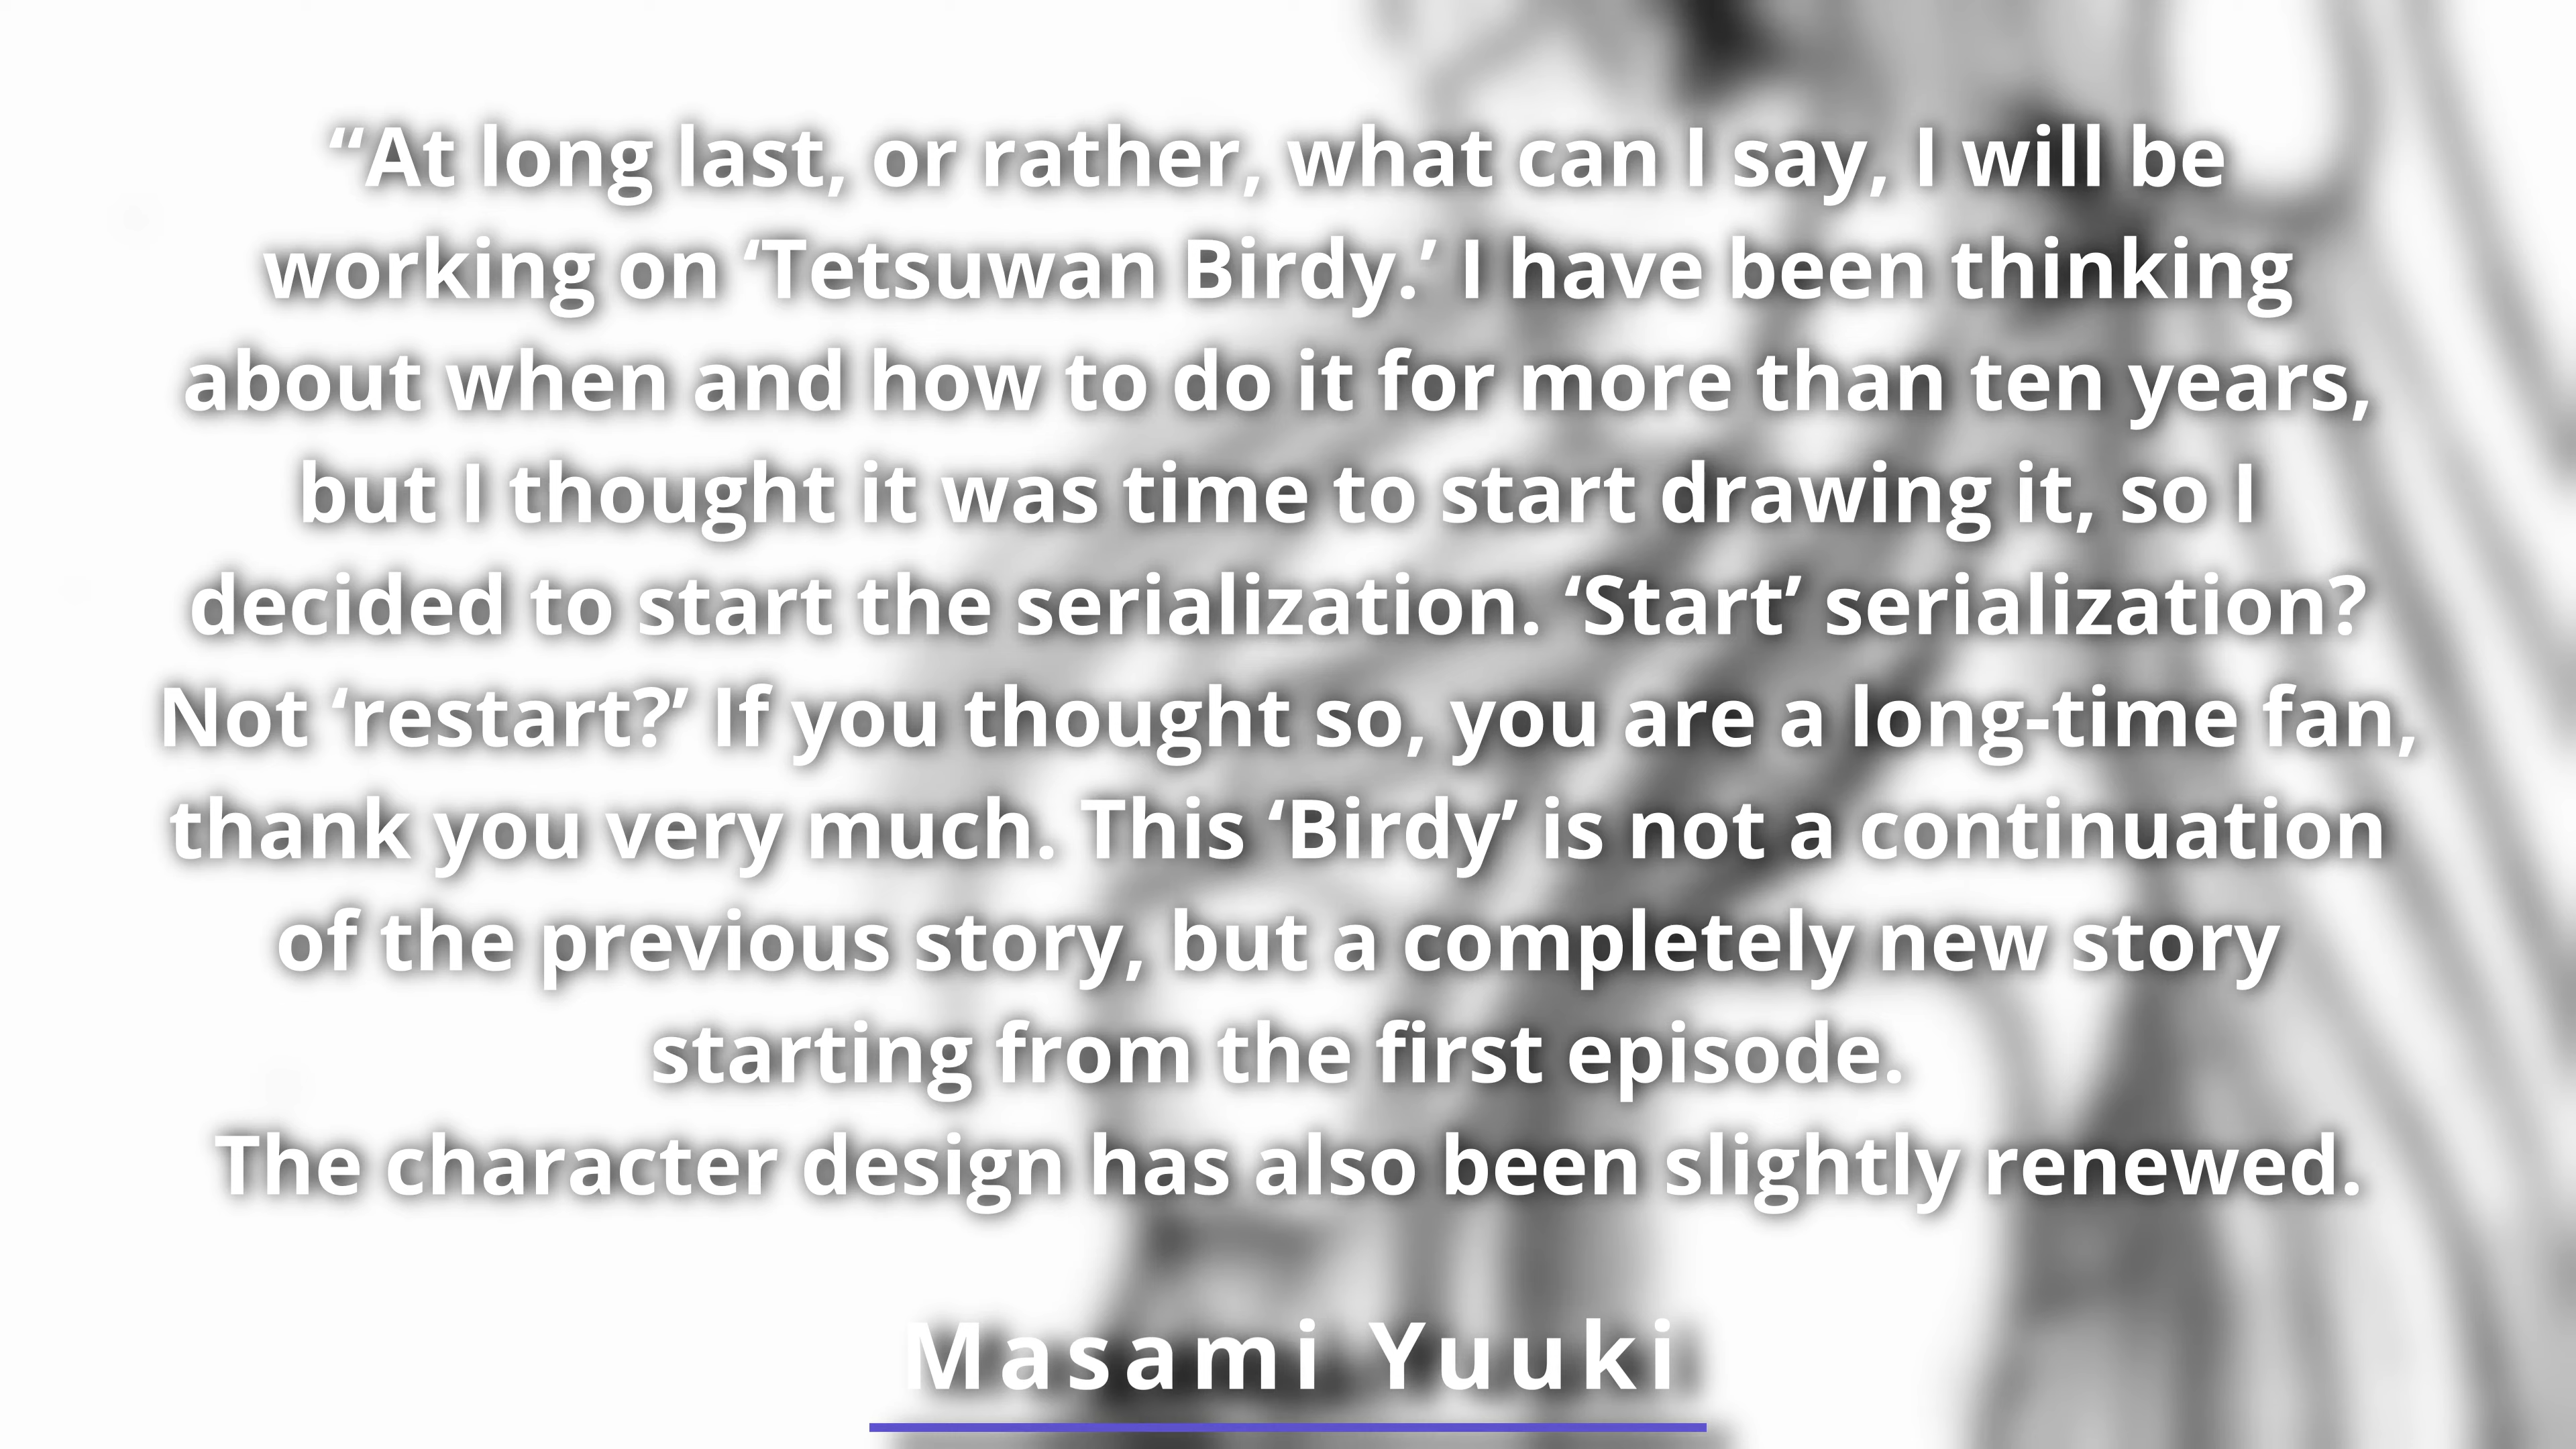 “At long last, or rather, what can I say, I will be
working on ‘Tetsuwan Birdy.’ I have been thinking
about when and how to do it for more than ten years,
but I thought it was time to start drawing it, so I
decided to start the serialization. ‘Start’ serialization?
Not ‘restart?’ If you thought so, you are a long-time fan,
thank you very much. This ‘Birdy’ is not a continuation
of the previous story, but a completely new story
starting from the first episode.
The character design has also been slightly renewed.
Masami Yuuki